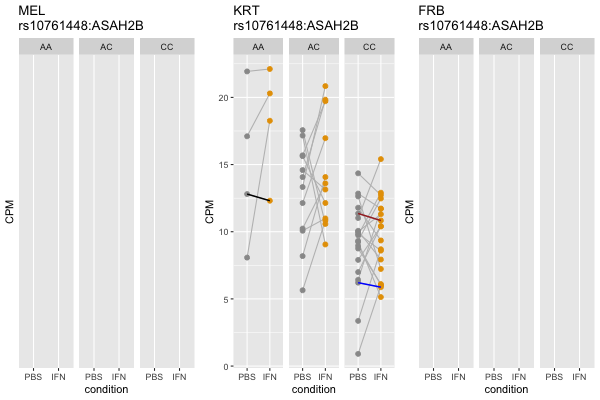 MEL
rs10761448:ASAH2B
AA AC CC
CPM
PBS IFN PBS IFN PBS IFN
condition
KRT
rs10761448:ASAH2B
AA AC CC
20
15
10
5
0
CPM
PBS IFN PBS IFN PBS IFN
condition
FRB
rs10761448:ASAH2B
AA AC CC
CPM
PBS IFN PBS IFN PBS IFN
condition